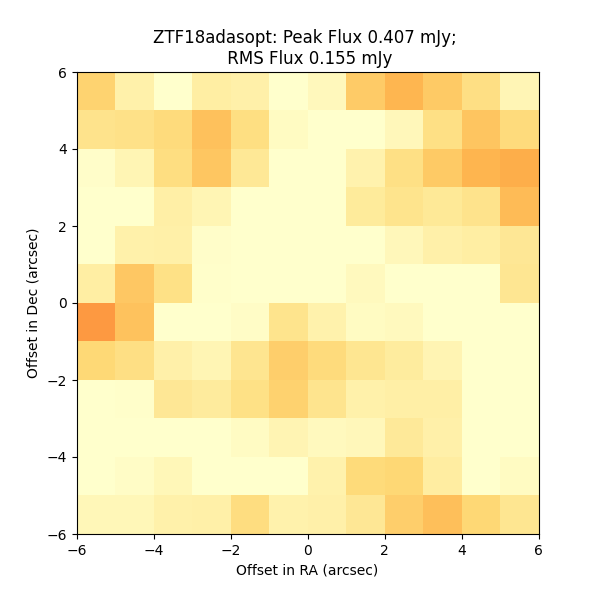 ZTF18adasopt: Peak Flux 0.407 mJy;
RMS Flux 0.155 mJy
6
4
2
0
−2
−4
−6
Offset in Dec (arcsec)
−6 −4 −2 0 2 4 6
Offset in RA (arcsec)